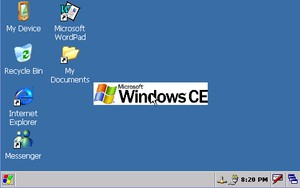 My Device
Microsoft
WordPad
Recycle Bin
My
Documents
Internet
Explorer
Messenger
Microsoft
Windows CE
8:20 PM